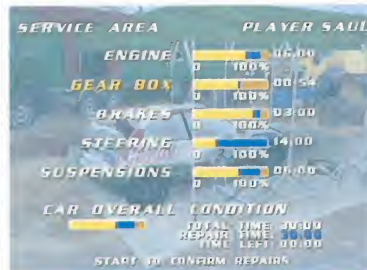 SERVICE AREA PLAYER SAUL
ENGINE 06:00
0 100%
GEAR BOX 00:54
0 100%
BRAKES 03:00
0 100%
STEERING 14:00
0 100%
SUSPENSIONS 06:00
0 100%
CAR OVERALL CONDITION
TOTAL TIME: 30:00
REPAIR TIME: 30:00
TIME LEFT: 00:00
START TO CONFIRM REPAIRS